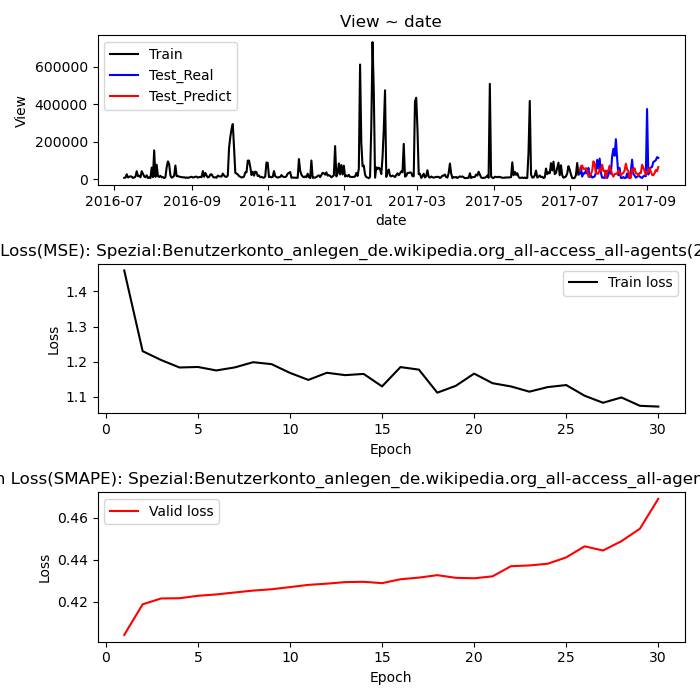 View ~ date
View
600000
400000
200000
0
Train
Test_Real
Test_Predict
2016-07 2016-09 2016-11 2017-01 2017-03 2017-05 2017-07 2017-09
date
Loss(MSE): Spezial:Benutzerkonto_anlegen_de.wikipedia.org_all-access_all-agents(2
Loss
1.4
1.3
1.2
1.1
Train loss
0 5 10 15 20 25 30
Epoch
n Loss(SMAPE): Spezial:Benutzerkonto_anlegen_de.wikipedia.org_all-access_all-agen
Loss
0.46
0.44
0.42
Valid loss
0 5 10 15 20 25 30
Epoch